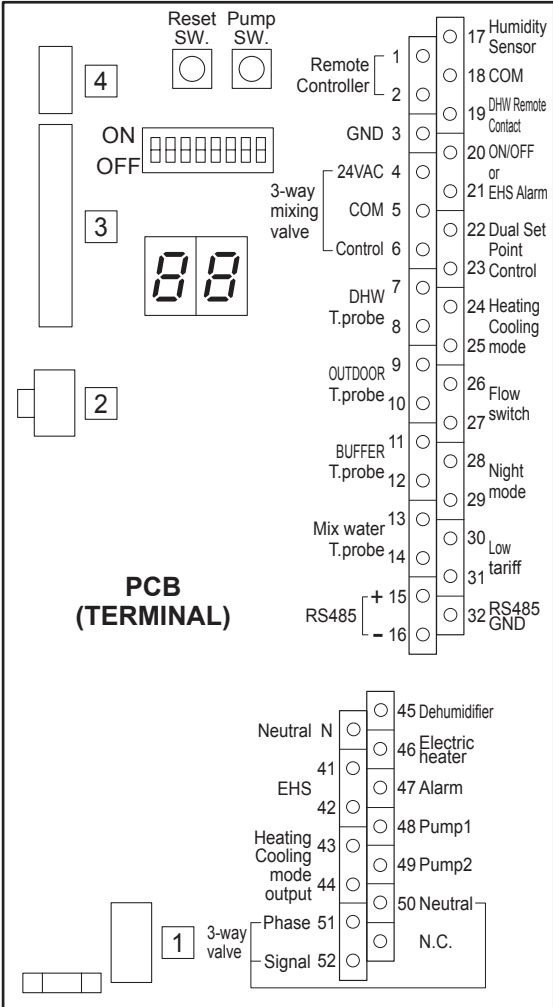 Reset Pump
SW. SW.
4
ON
OFF
3
88
2
Remote
Controller
1
2
GND 3
3-way
mixing
valve
24VAC 4
COM 5
Control 6
DHW
T.probe
7
8
OUTDOOR
T.probe
9
10
BUFFER
T.probe
11
12
Mix water
T.probe
13
14
RS485
+ 15
- 16
17 Humidity
Sensor
18 COM
19 DHW Remote
Contact
20 ON/OFF
or
21 EHS Alarm
22 Dual Set
Point
23 Control
24 Heating
Cooling
25 mode
26 Flow
switch
27
28 Night
mode
29
30 Low
tariff
31
32 RS485
GND
PCB
(TERMINAL)
Neutral N
EHS
41
42
Heating
Cooling
mode
output
43
44
3-way
valve
Phase 51
Signal 52
45 Dehumidifier
46 Electric
heater
47 Alarm
48 Pump1
49 Pump2
50 Neutral
N.C.
1